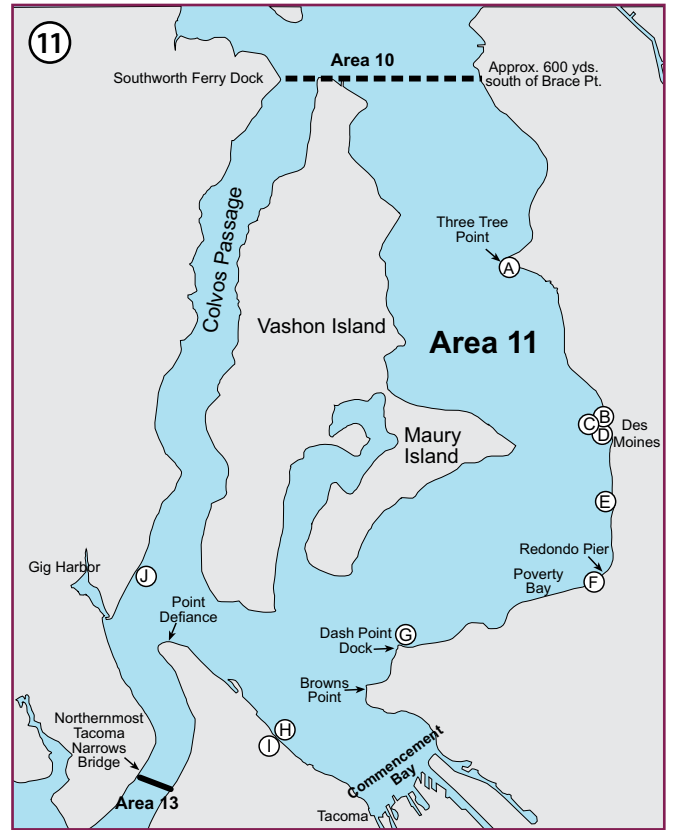 11
Area 10
Southworth Ferry Dock
Approx. 600 yds.
south of Brace Pt.
Colvos Passage
Three Tree
Point
A
Vashon Island
Area 11
B
C
D
Des
Moines
Maury
Island
E
Redondo Pier
Gig Harbor
J
Poverty
Bay
F
Point
Defiance
Dash Point
Dock
G
Browns
Point
Northernmost
Tacoma
Narrows
Bridge
H
I
Commencement
Bay
Area 13
Tacoma